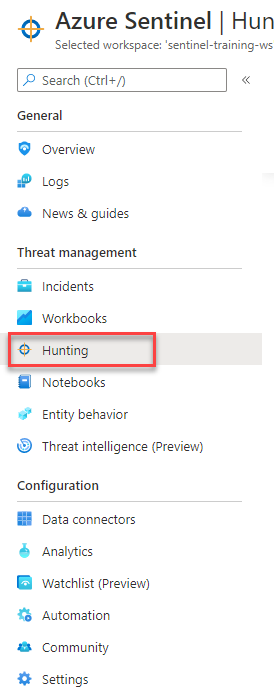 Azure Sentinel | Hun
Selected workspace: 'sentinel-training-ws
Search (Ctrl+/)
«
General
Overview
Logs
News & guides
Threat management
Incidents
Workbooks
Hunting
Notebooks
Entity behavior
Threat intelligence (Preview)
Configuration
Data connectors
Analytics
Watchlist (Preview)
Automation
Community
Settings